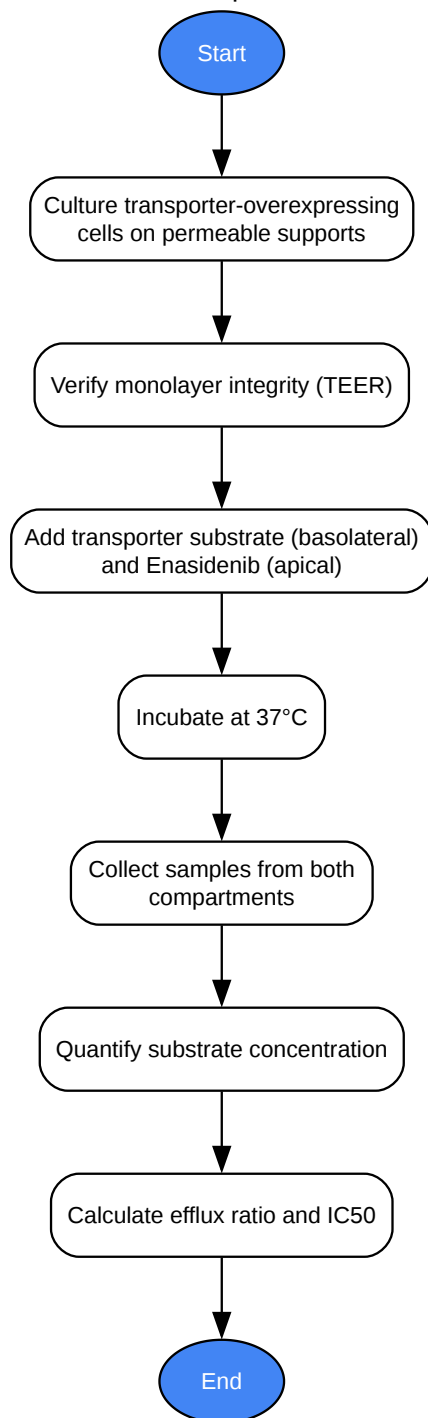 Start
Culture transporter-overexpressing
cells on permeable supports
Verify monolayer integrity (TEER)
Add transporter substrate (basolateral)
and Enasidenib (apical)
Incubate at 37°C
Collect samples from both
compartments
Quantify substrate concentration
Calculate efflux ratio and IC50
End